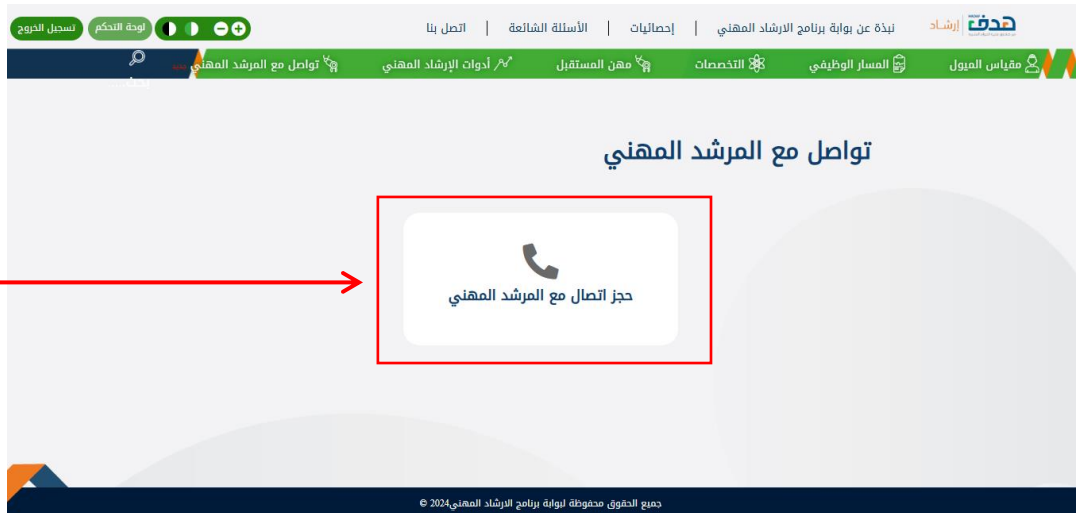 هدف إرشـاد
نبذة عن بوابة برنامج الارشاد المهني | إحصائيات | الأسئلة الشائعة | اتصل بنا
لوحة التحكم
تسجيل الخروج
مقياس الميول
المسار الوظيفي
التخصصات
مهن المستقبل
أدوات الإرشاد المهني
تواصل مع المرشد المهني
تواصل مع المرشد المهني
حجز اتصال مع المرشد المهني
جميع الحقوق محفوظة لبوابة برنامج الارشاد المهني2024 ©